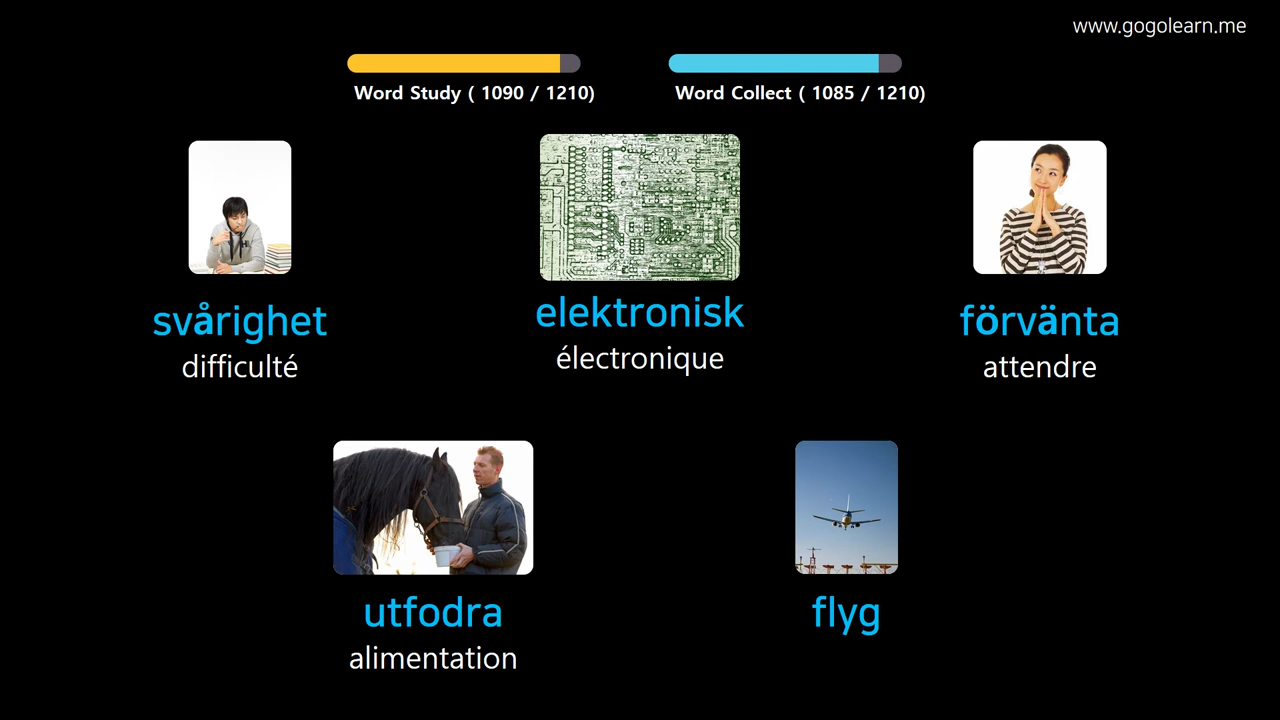 www.gogolearn.me
Word Study ( 1090 / 1210)
Word Collect ( 1085 / 1210)
svårighet
difficulté
elektronisk
électronique
förvänta
attendre
utfodra
alimentation
flyg